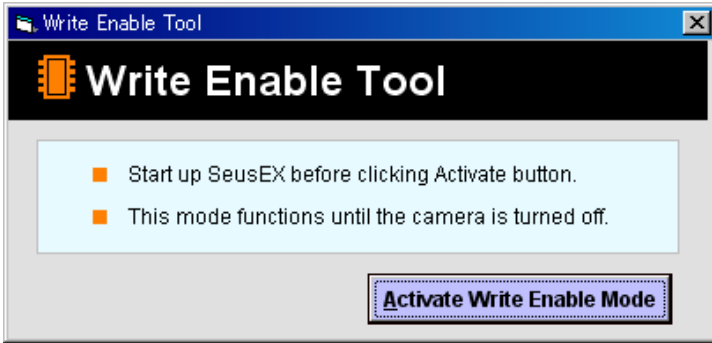 Write Enable Tool
Write Enable Tool
Start up SeusEX before clicking Activate button.
This mode functions until the camera is turned off.
Activate Write Enable Mode